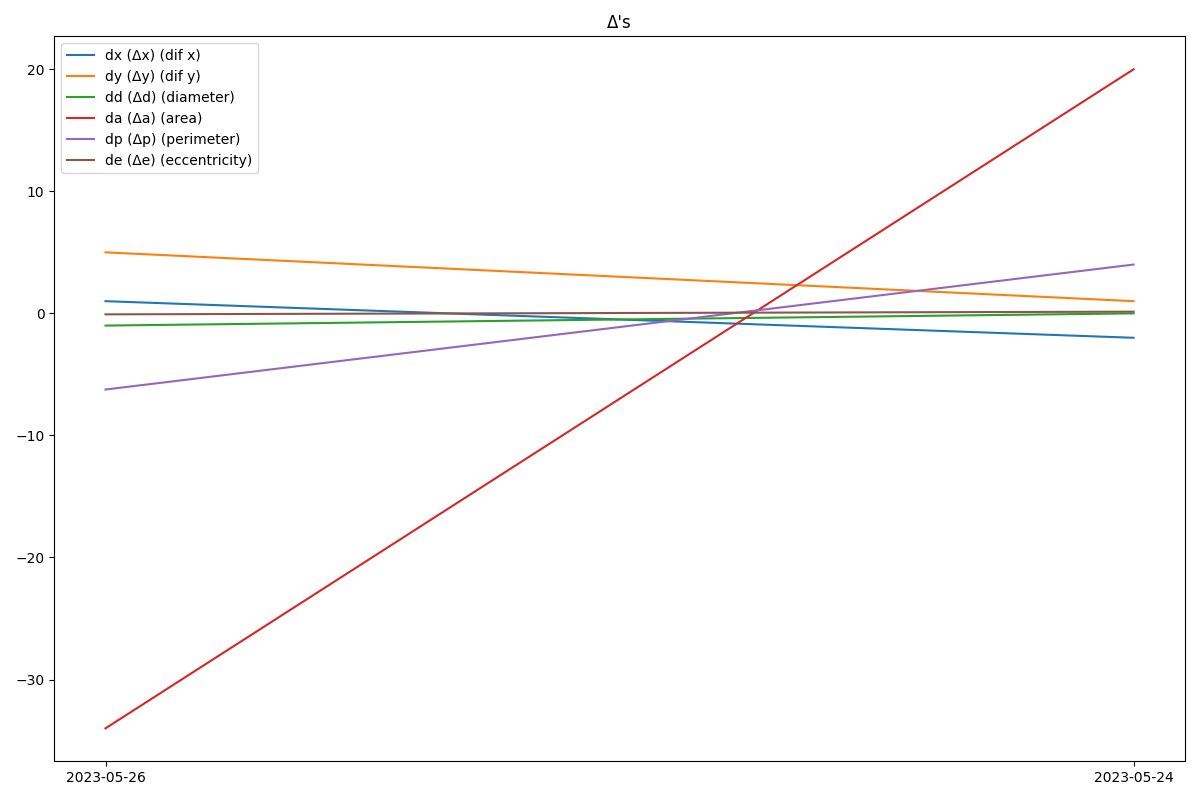 Δ's
dx (Δx) (dif x)
dy (Δy) (dif y)
dd (Δd) (diameter)
da (Δa) (area)
dp (Δp) (perimeter)
de (Δe) (eccentricity)
20
10
0
−10
−20
−30
2023-05-26 2023-05-24